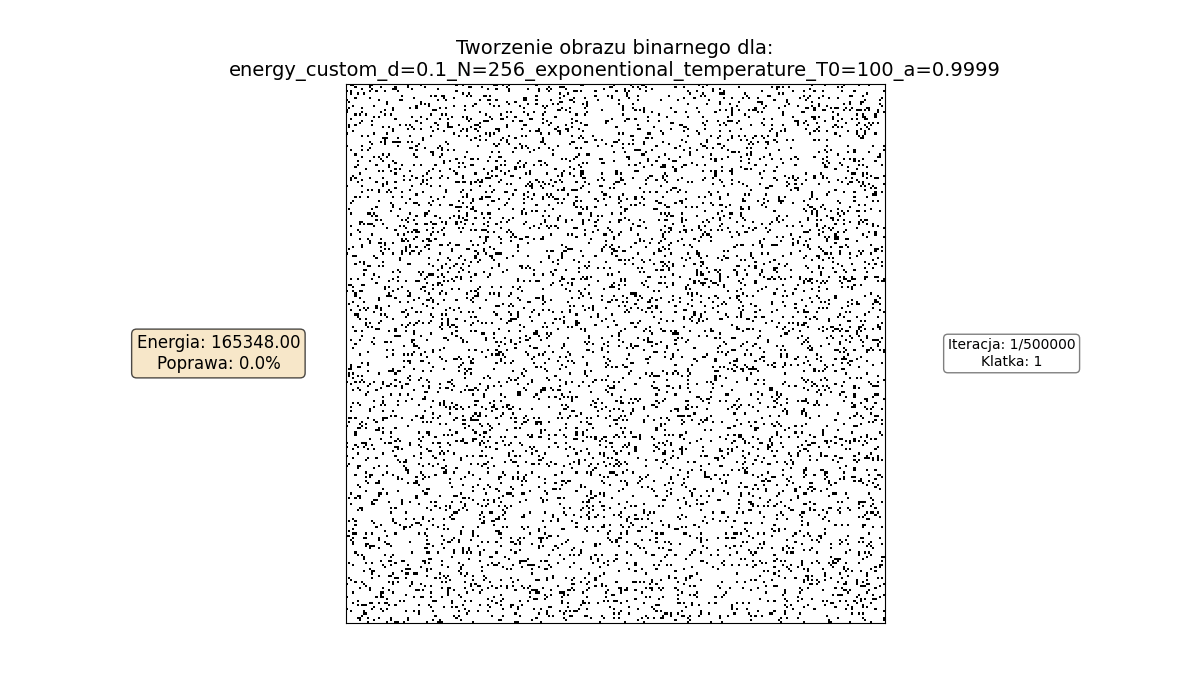 Tworzenie obrazu binarnego dla:
energy_custom_d=0.1_N=256_exponentional_temperature_T0=100_a=0.9999
Energia: 165348.00
Poprawa: 0.0%
Iteracja: 1/500000
Klatka: 1